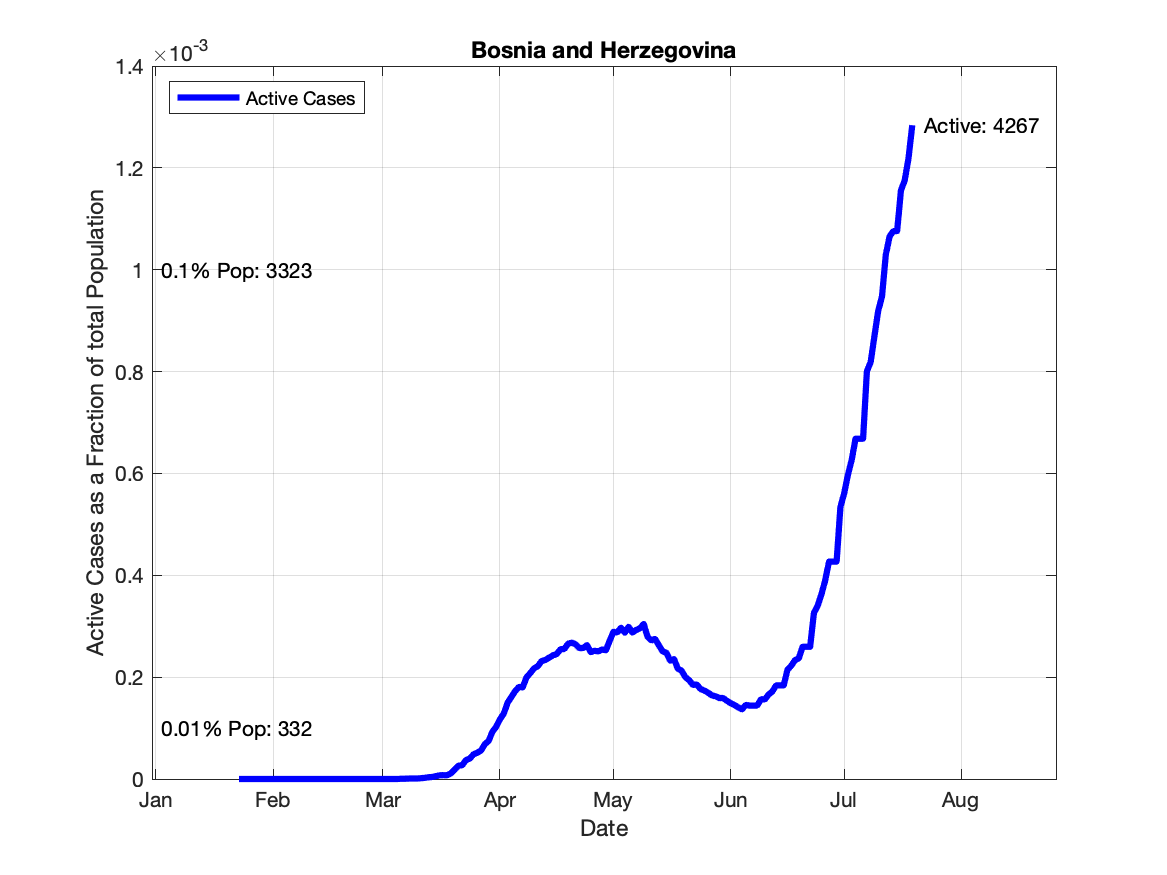 Bosnia and Herzegovina
×10-3
1.4
1.2
1
0.8
0.6
0.4
0.2
0
Active Cases as a Fraction of total Population
Active Cases
Active: 4267
0.1% Pop: 3323
0.01% Pop: 332
Jan Feb Mar Apr May Jun Jul Aug
Date